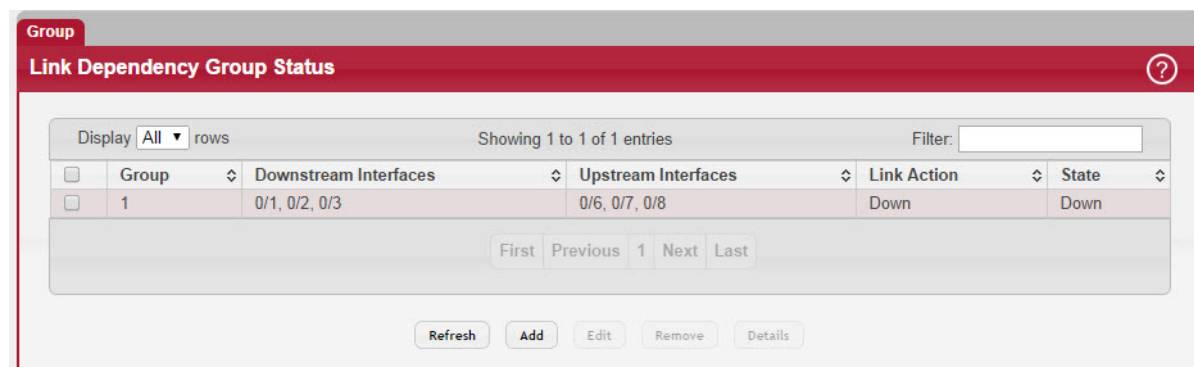 Group
Link Dependency Group Status
?
Display All rows Showing 1 to 1 of 1 entries Filter:
Group Downstream Interfaces Upstream Interfaces Link Action State
1 0/1, 0/2, 0/3 0/6, 0/7, 0/8 Down Down
First Previous 1 Next Last
Refresh Add Edit Remove Details